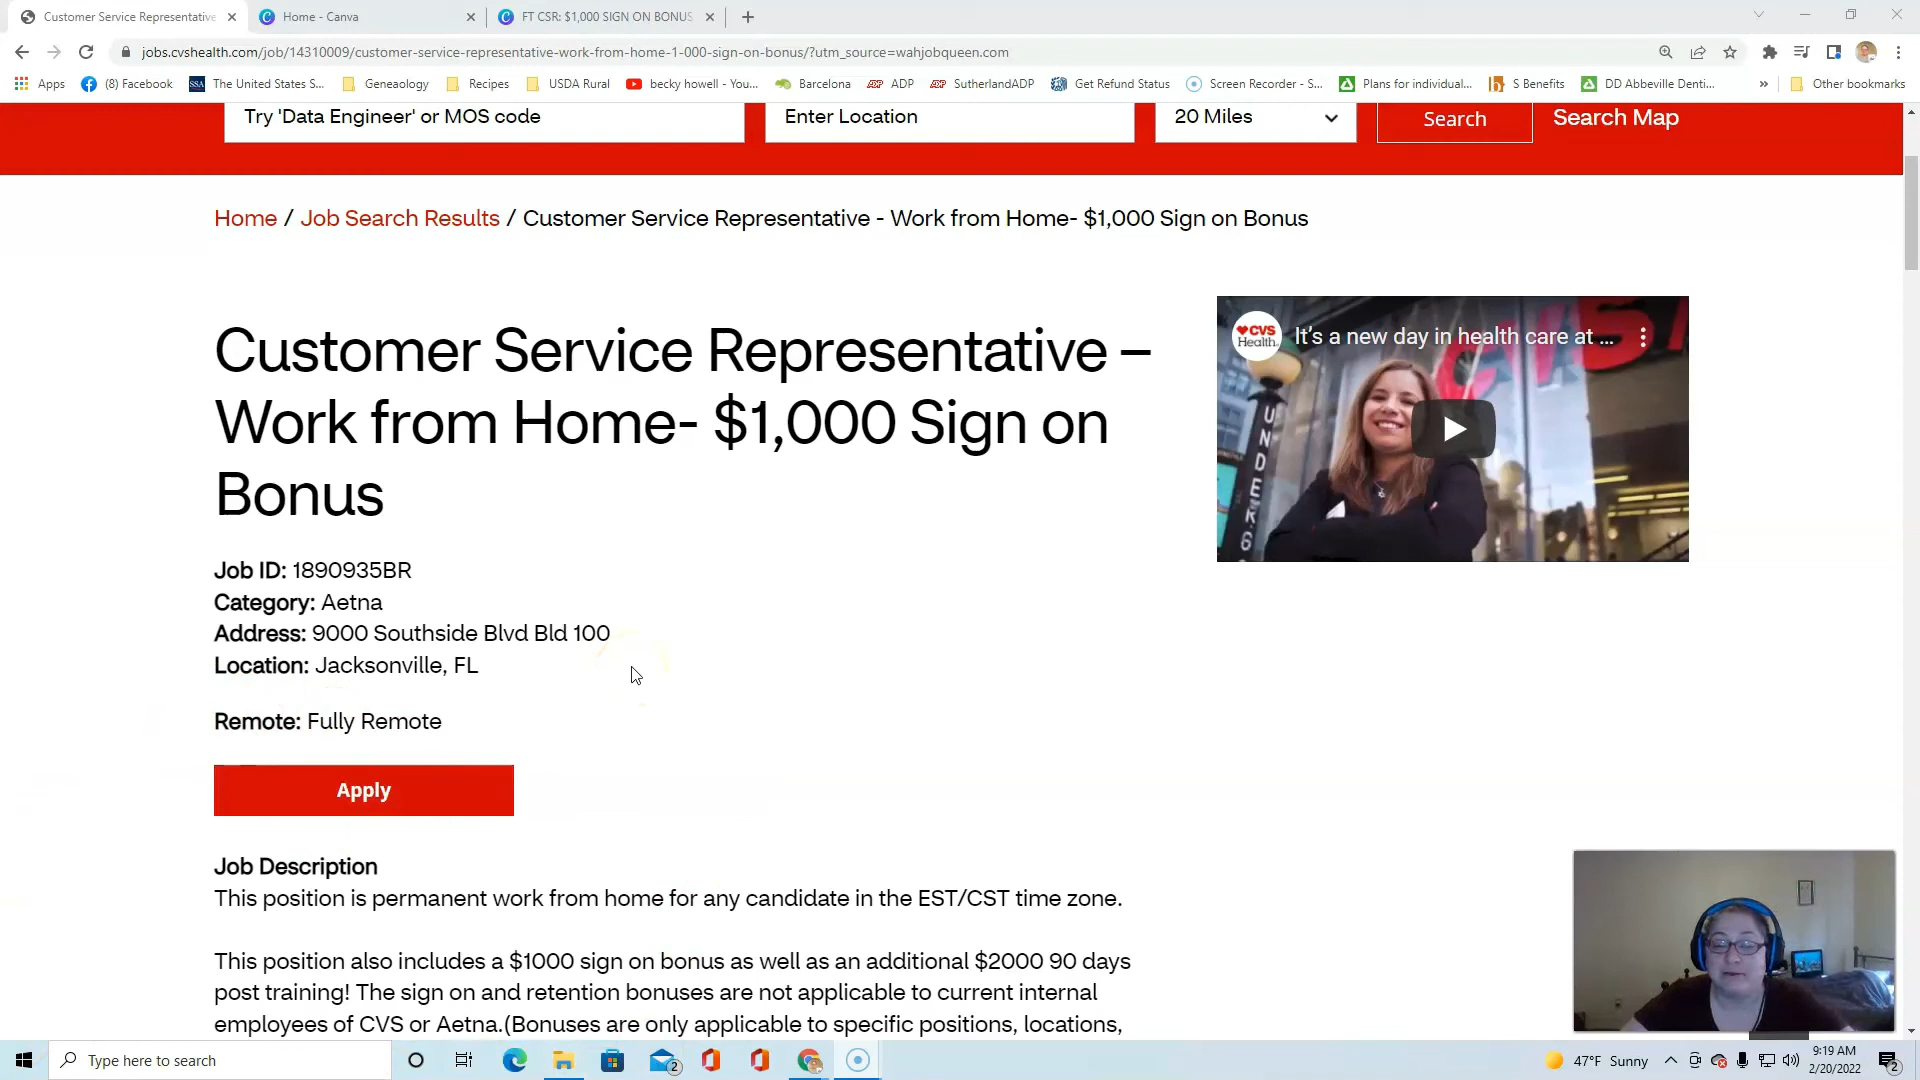 Customer Service Representative
Home - Canva
FT CSR: $1,000 SIGN ON BONUS
jobs.cvshealth.com/job/14310009/customer-service-representative-work-from-home-1-000-sign-on-bonus/?utm_source=wahjobqueen.com
Apps
(8) Facebook
SSA
The United States S...
Geneaology
Recipes
USDA Rural
becky howell - You...
Barcelona
ADP
SutherlandADP
Get Refund Status
Screen Recorder - S...
Plans for individual...
S Benefits
DD Abbeville Denti...
»
Other bookmarks
Try 'Data Engineer' or MOS code
Enter Location
20 Miles
Search
Search Map
Home / Job Search Results / Customer Service Representative - Work from Home- $1,000 Sign on Bonus
Customer Service Representative –
Work from Home- $1,000 Sign on
Bonus
CVS
Health.
It's a new day in health care at ...
UNDER.G
CVS
Job ID: 1890935BR
Category: Aetna
Address: 9000 Southside Blvd Bld 100
Location: Jacksonville, FL
Remote: Fully Remote
Apply
Job Description
This position is permanent work from home for any candidate in the EST/CST time zone.
This position also includes a $1000 sign on bonus as well as an additional $2000 90 days
post training! The sign on and retention bonuses are not applicable to current internal
employees of CVS or Aetna.(Bonuses are only applicable to specific positions, locations,
Type here to search
2
47°F Sunny
9:19 AM
2/20/2022
2